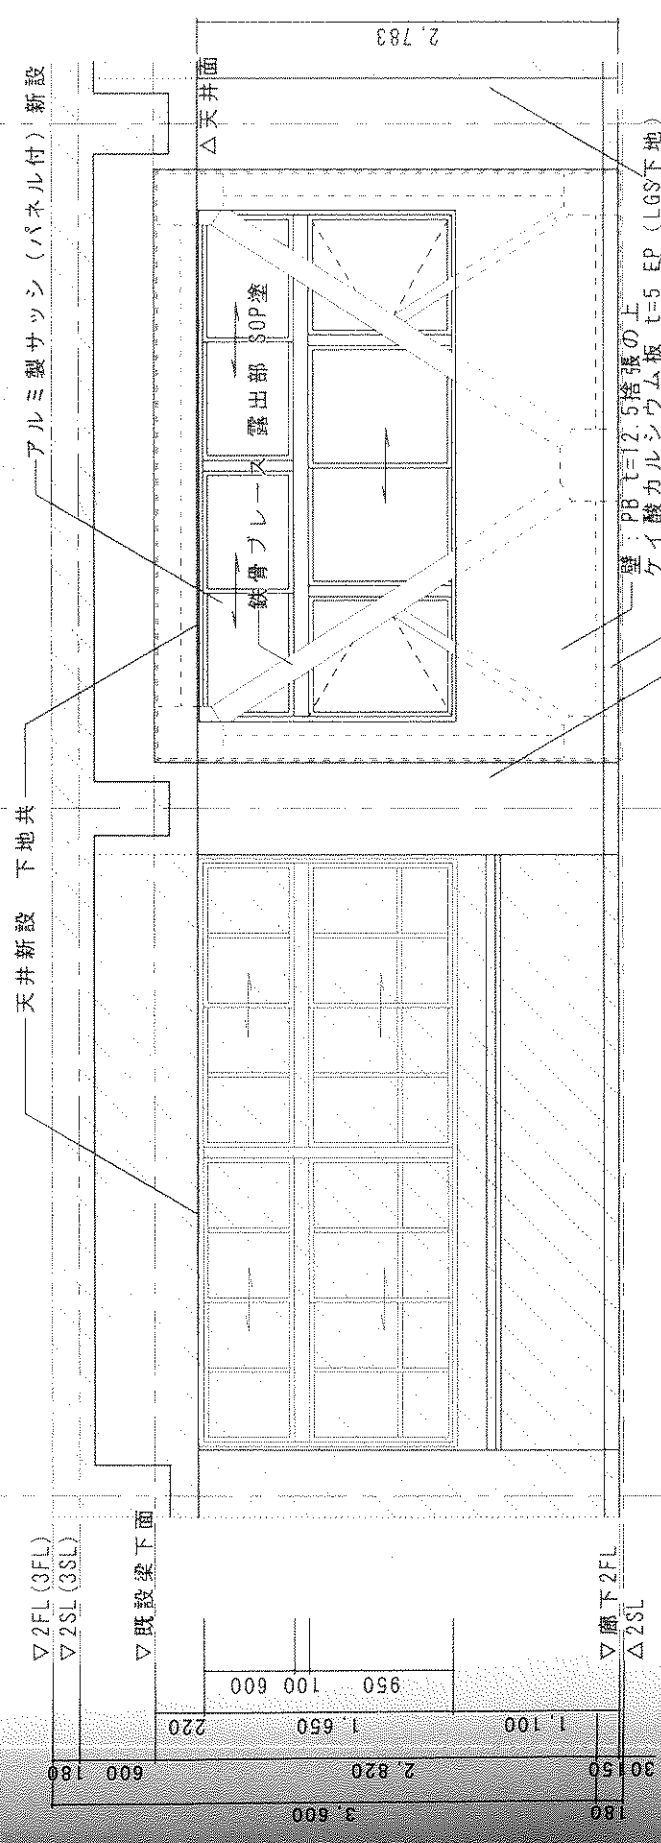 ▽2FL(3FL)
▽2SL(3SL)
▽既設梁下面
▽廊下2FL
△2SL
天井新設 下地共
アルミ製サッシ(パネル付) 新設
△天井面
鉄骨ブレース 露出部 SOP塗
壁:PB t=12.5捨張の上
ケイ酸カルシウム板 t=5 EP (LGS下地)
2,783
600
100
950
220
1,650
1,100
180
600
2,820
150
30
3,600
180